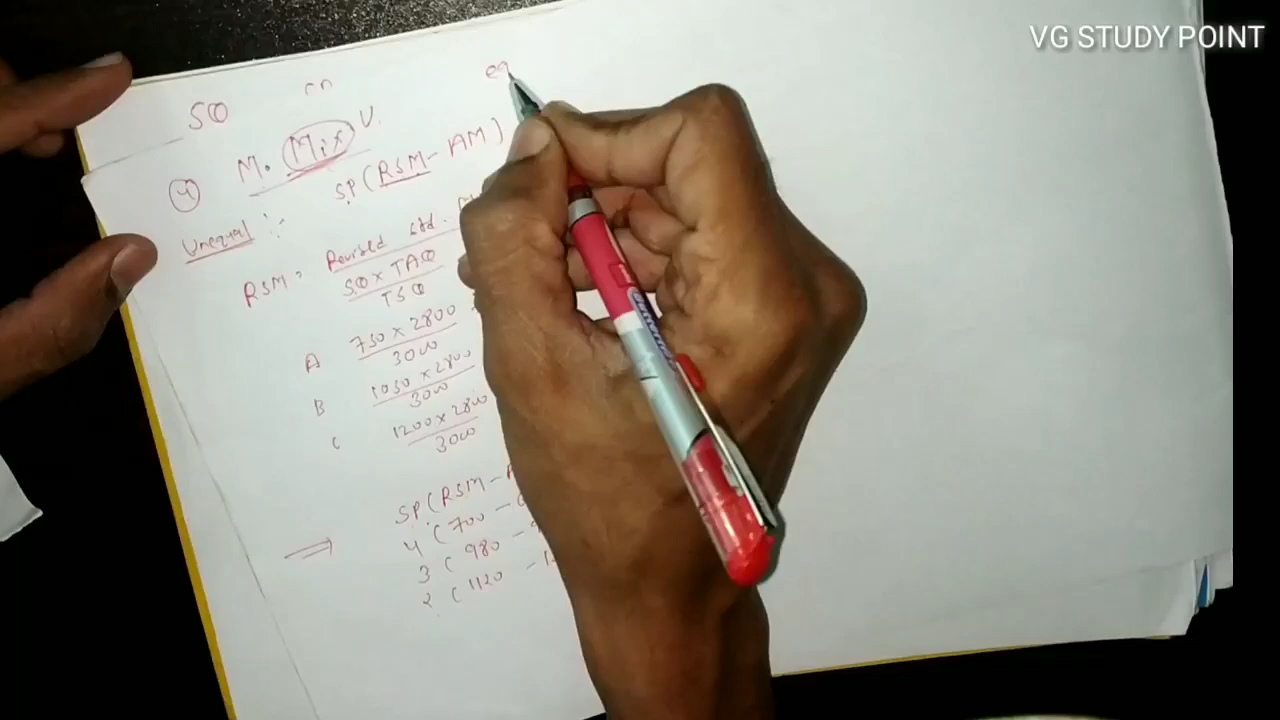 VG STUDY POINT
SQ
eq
④ M. Mix V.
SP (RSM - AM)
Unequal :-
RSM = Revised std.
SQ x TAQ
TSQ
A 750 x 2800
3000
B 1050 x 2800
3000
C 1200 x 2800
3000
SP (RSM -
⇒ 4 ( 700 -
3 ( 980 -
2 ( 1120 -